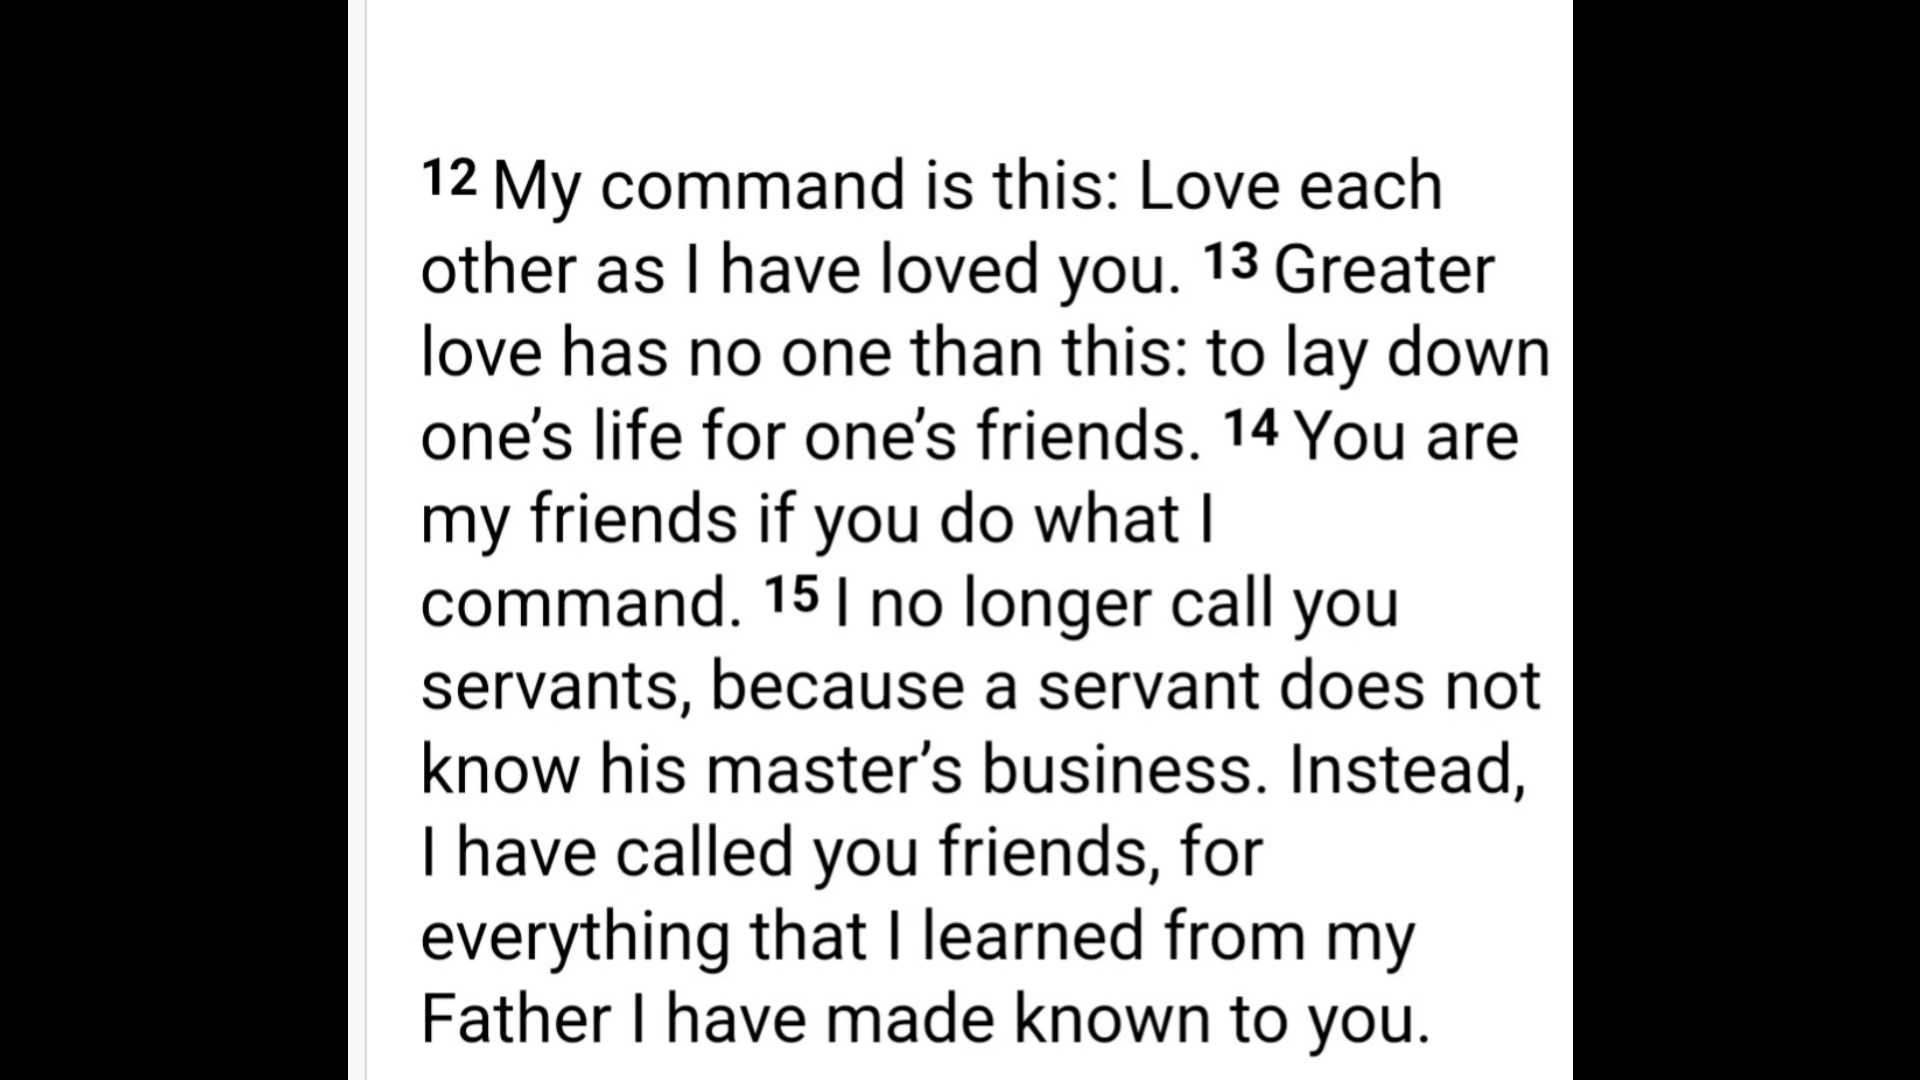 12 My command is this: Love each
other as I have loved you. 13 Greater
love has no one than this: to lay down
one’s life for one’s friends. 14 You are
my friends if you do what I
command. 15 I no longer call you
servants, because a servant does not
know his master’s business. Instead,
I have called you friends, for
everything that I learned from my
Father I have made known to you.